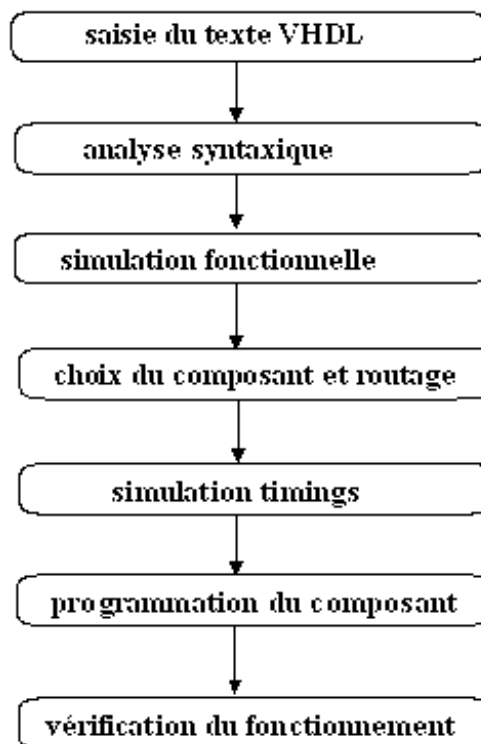 saisie du texte VHDL
analyse syntaxique
simulation fonctionnelle
choix du composant et routage
simulation timings
programmation du composant
vérification du fonctionnement